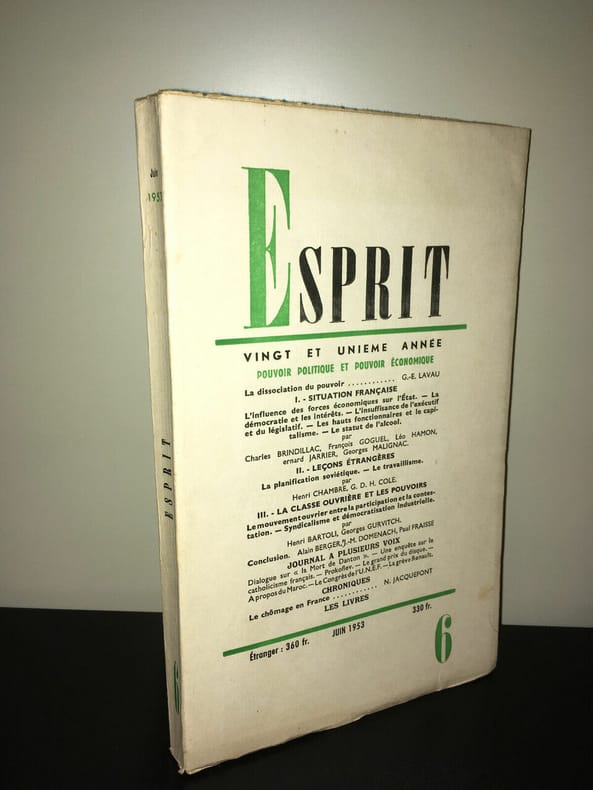 Juin
1953
ESPRIT
6
ESPRIT
VINGT ET UNIEME ANNÉE
POUVOIR POLITIQUE ET POUVOIR ÉCONOMIQUE
La dissociation du pouvoir ............ G.-E. LAVAU
I. - SITUATION FRANÇAISE
L'influence des forces économiques sur l'État. — La
démocratie et les intérêts. — L'insuffisance de l'exécutif
et du législatif. — Les hauts fonctionnaires et le capi-
talisme. — Le statut de l'alcool.
par
Charles BRINDILLAC, François GOGUEL, Léo HAMON,
ernard JARRIER, Georges MALIGNAC.
II. - LEÇONS ÉTRANGÈRES
La planification soviétique. — Le travaillisme.
par
Henri CHAMBRE, G. D. H. COLE.
III. - LA CLASSE OUVRIÈRE ET LES POUVOIRS
Le mouvement ouvrier entre la participation et la contes-
tation. — Syndicalisme et démocratisation industrielle.
par
Henri BARTOLI, Georges GURVITCH.
Conclusion. Alain BERGER, J.-M. DOMENACH, Paul FRAISSE
JOURNAL A PLUSIEURS VOIX
Dialogue sur « la Mort de Danton ». — Une enquête sur le
catholicisme français. — Prokofiev. — Le grand prix du disque. —
A propos du Maroc. — Le Congrès de l'U.N.E.F. — La grève Renault.
CHRONIQUES
Le chômage en France ............ N. JACQUEFONT
LES LIVRES
Étranger : 360 fr. JUIN 1953 330 fr.
6